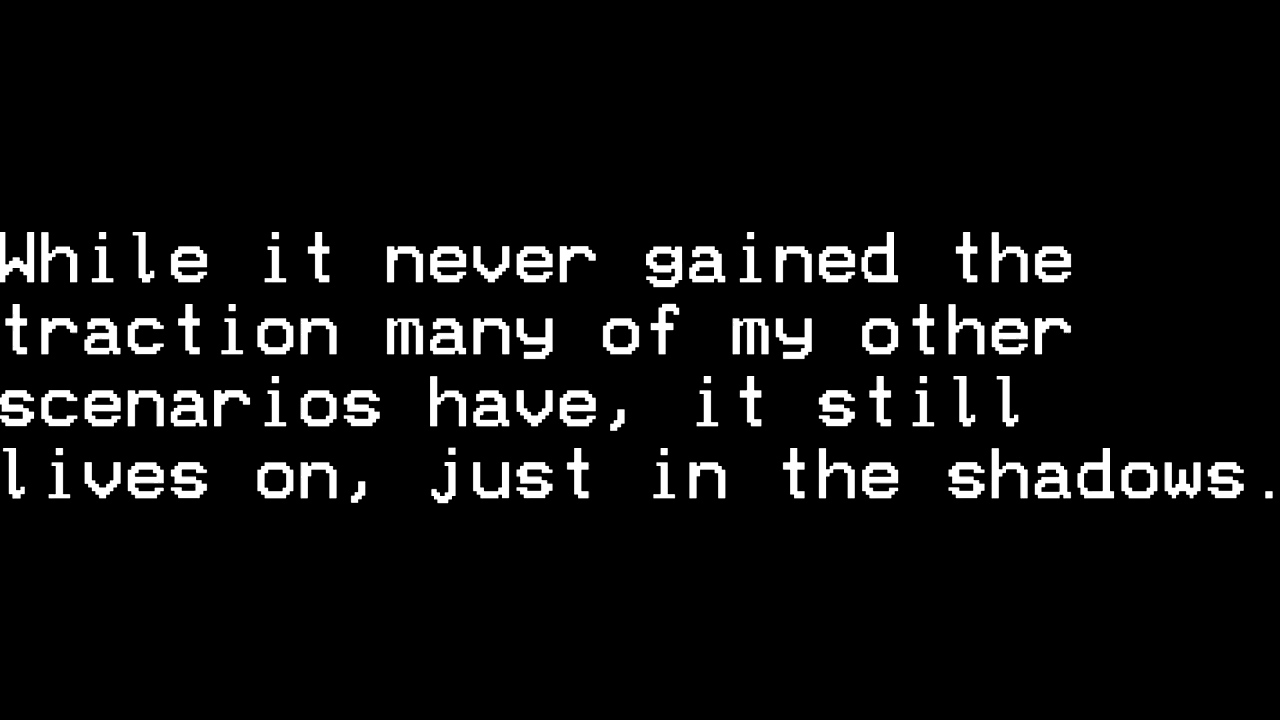 While it never gained the
traction many of my other
scenarios have, it still
lives on, just in the shadows.